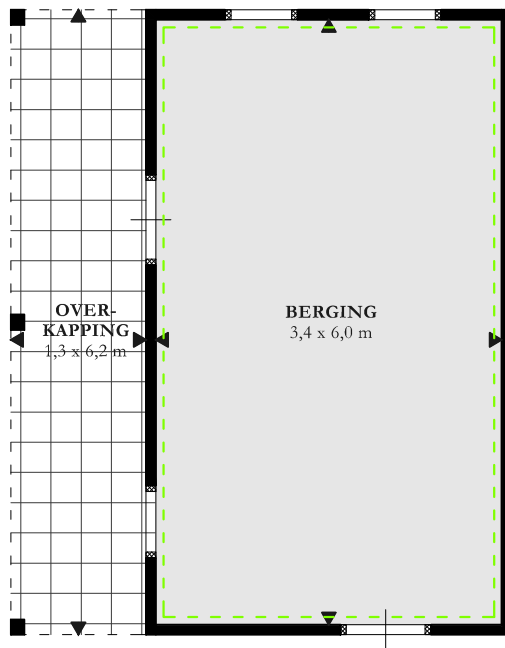 OVER-
KAPPING
1,3 x 6,2 m
BERGING
3,4 x 6,0 m